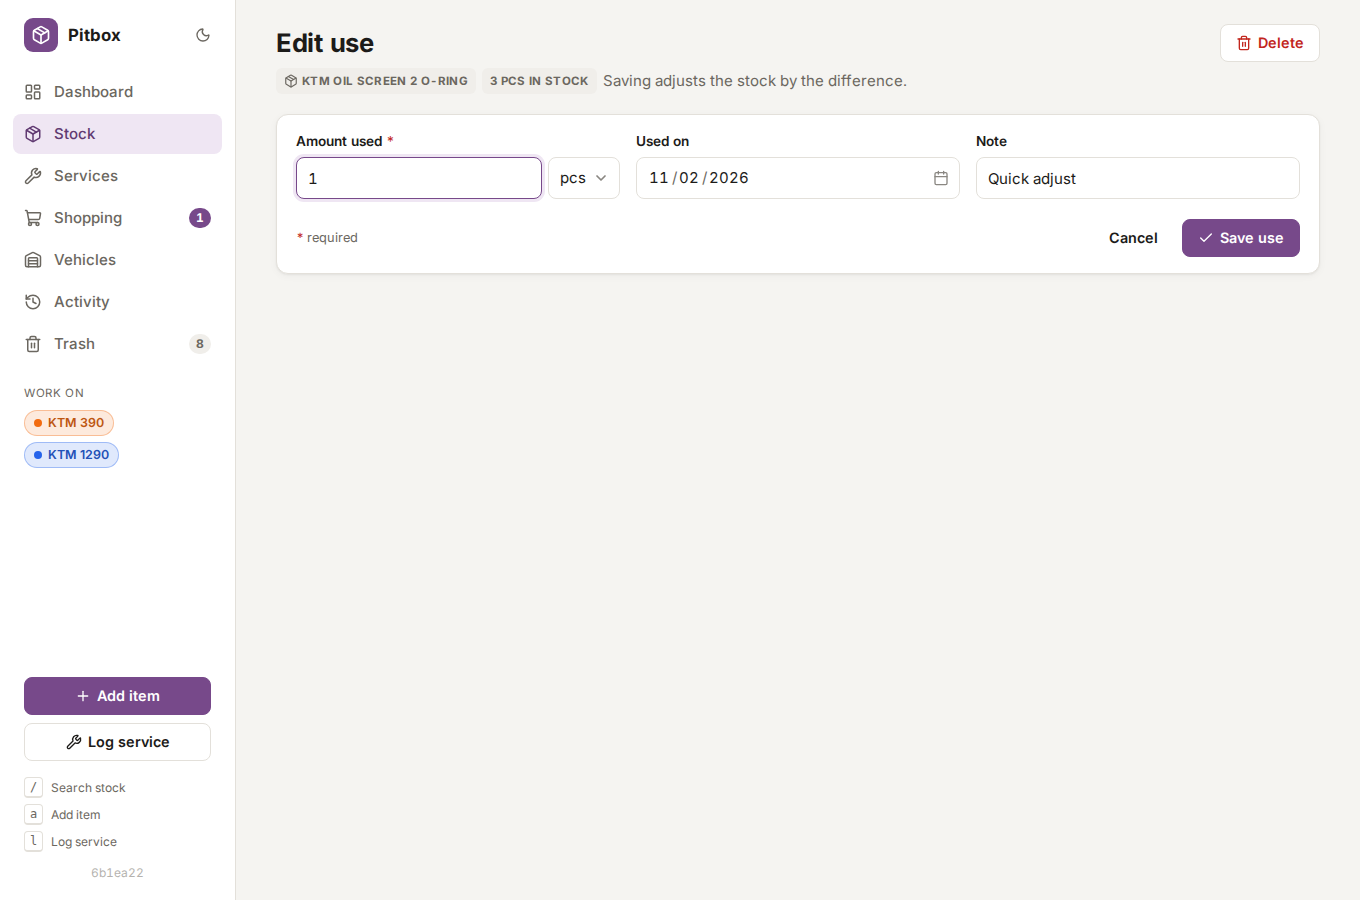 Pitbox
Dashboard
Stock
Services
Shopping 1
Vehicles
Activity
Trash 8
WORK ON
KTM 390
KTM 1290
Add item
Log service
/ Search stock
a Add item
l Log service
6b1ea22
Edit use
Delete
KTM OIL SCREEN 2 O-RING 3 PCS IN STOCK Saving adjusts the stock by the difference.
Amount used * Used on Note
1 pcs 11/02/2026 Quick adjust
* required Cancel Save use